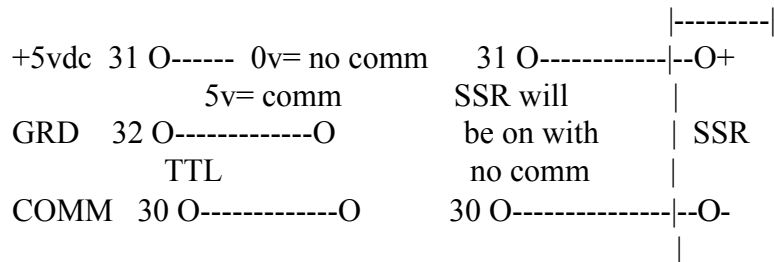 |---------|
+5vdc 31 O------ 0v= no comm 31 O------------|--O+
5v= comm SSR will |
GRD 32 O-------------O be on with | SSR
TTL no comm |
COMM 30 O-------------O 30 O---------------|--O-
|